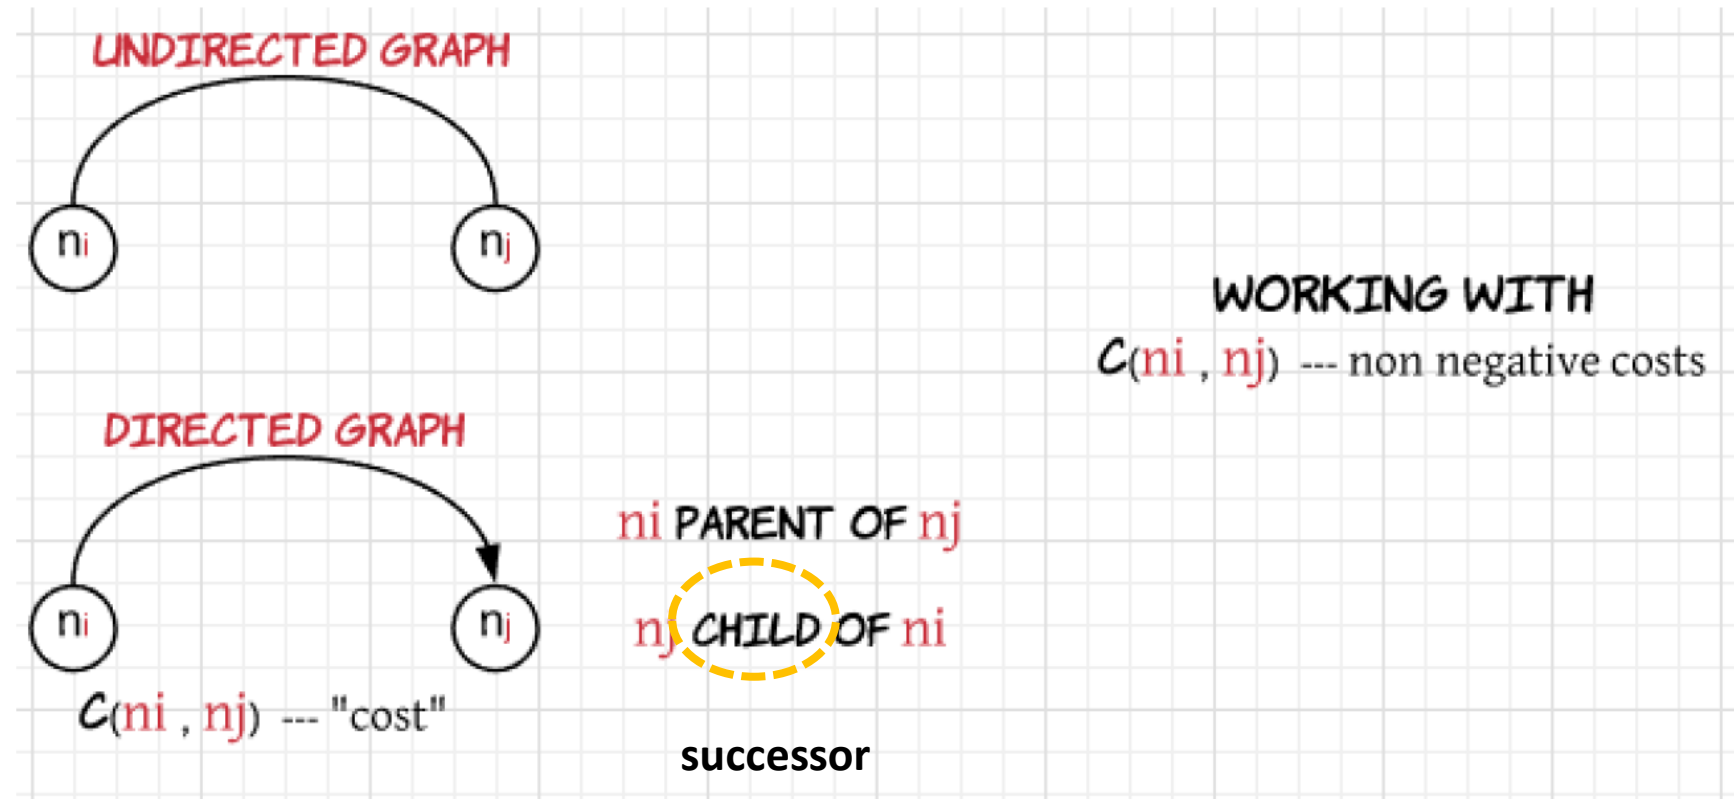 UNDIRECTED GRAPH
ni
nj
WORKING WITH
C(ni , nj) --- non negative costs
DIRECTED GRAPH
ni PARENT OF nj
ni
nj
nj CHILD OF ni
C(ni , nj) --- "cost"
successor